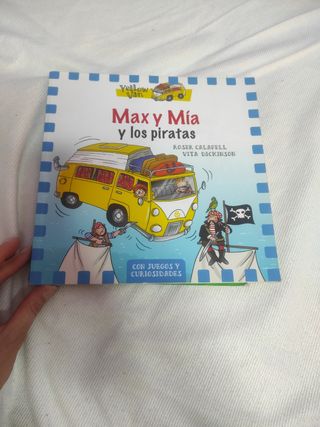 Yellow
Van
Max y Mía
y los piratas
ROSER CALAFELL
VITA DICKINSON
CON JUEGOS Y
CURIOSIDADES